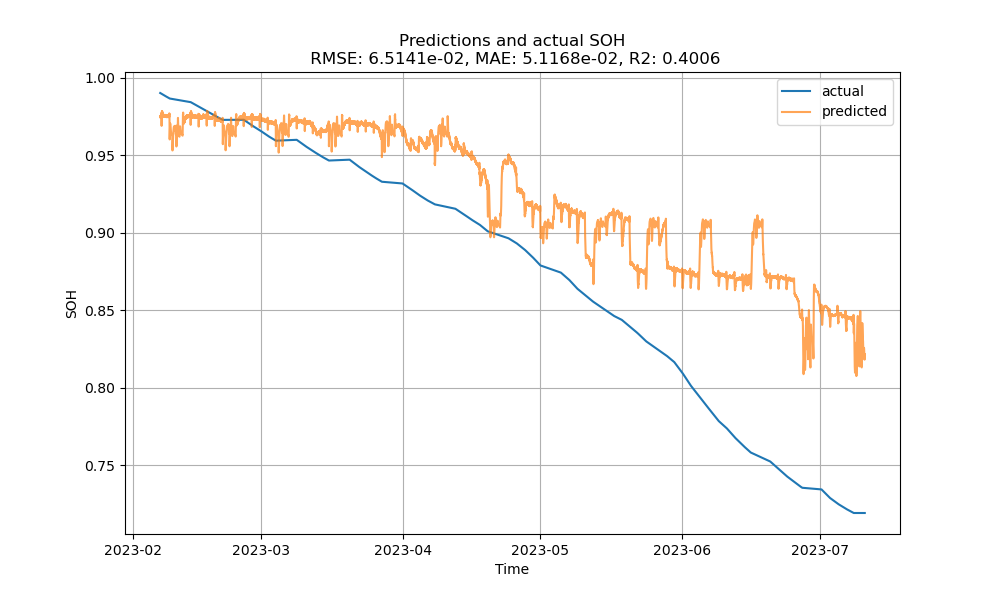 Predictions and actual SOH
RMSE: 6.5141e-02, MAE: 5.1168e-02, R2: 0.4006
actual
predicted
1.00
0.95
0.90
0.85
0.80
0.75
SOH
2023-02
2023-03
2023-04
2023-05
2023-06
2023-07
Time